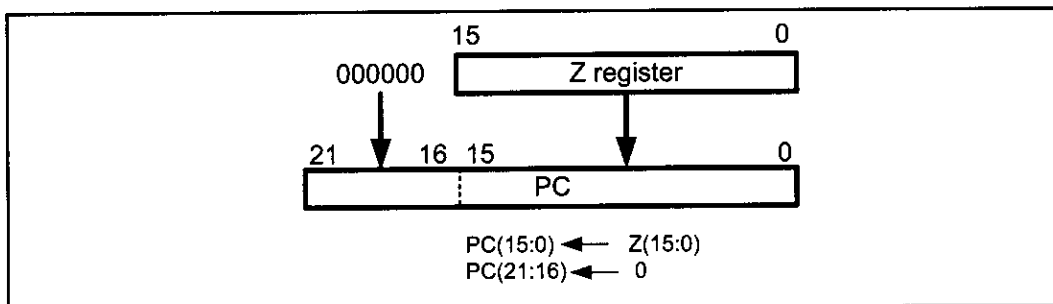 15 0
000000 Z register
21 16 15 0
PC
PC(15:0) ← Z(15:0)
PC(21:16) ← 0